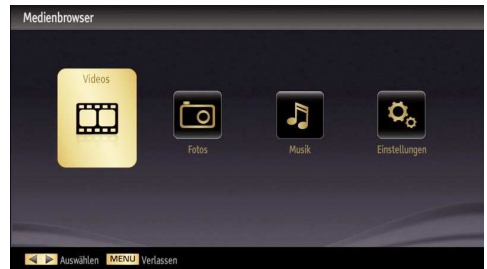 Medienbrowser
Videos
Fotos
Musik
Einstellungen
Auswählen MENU Verlassen